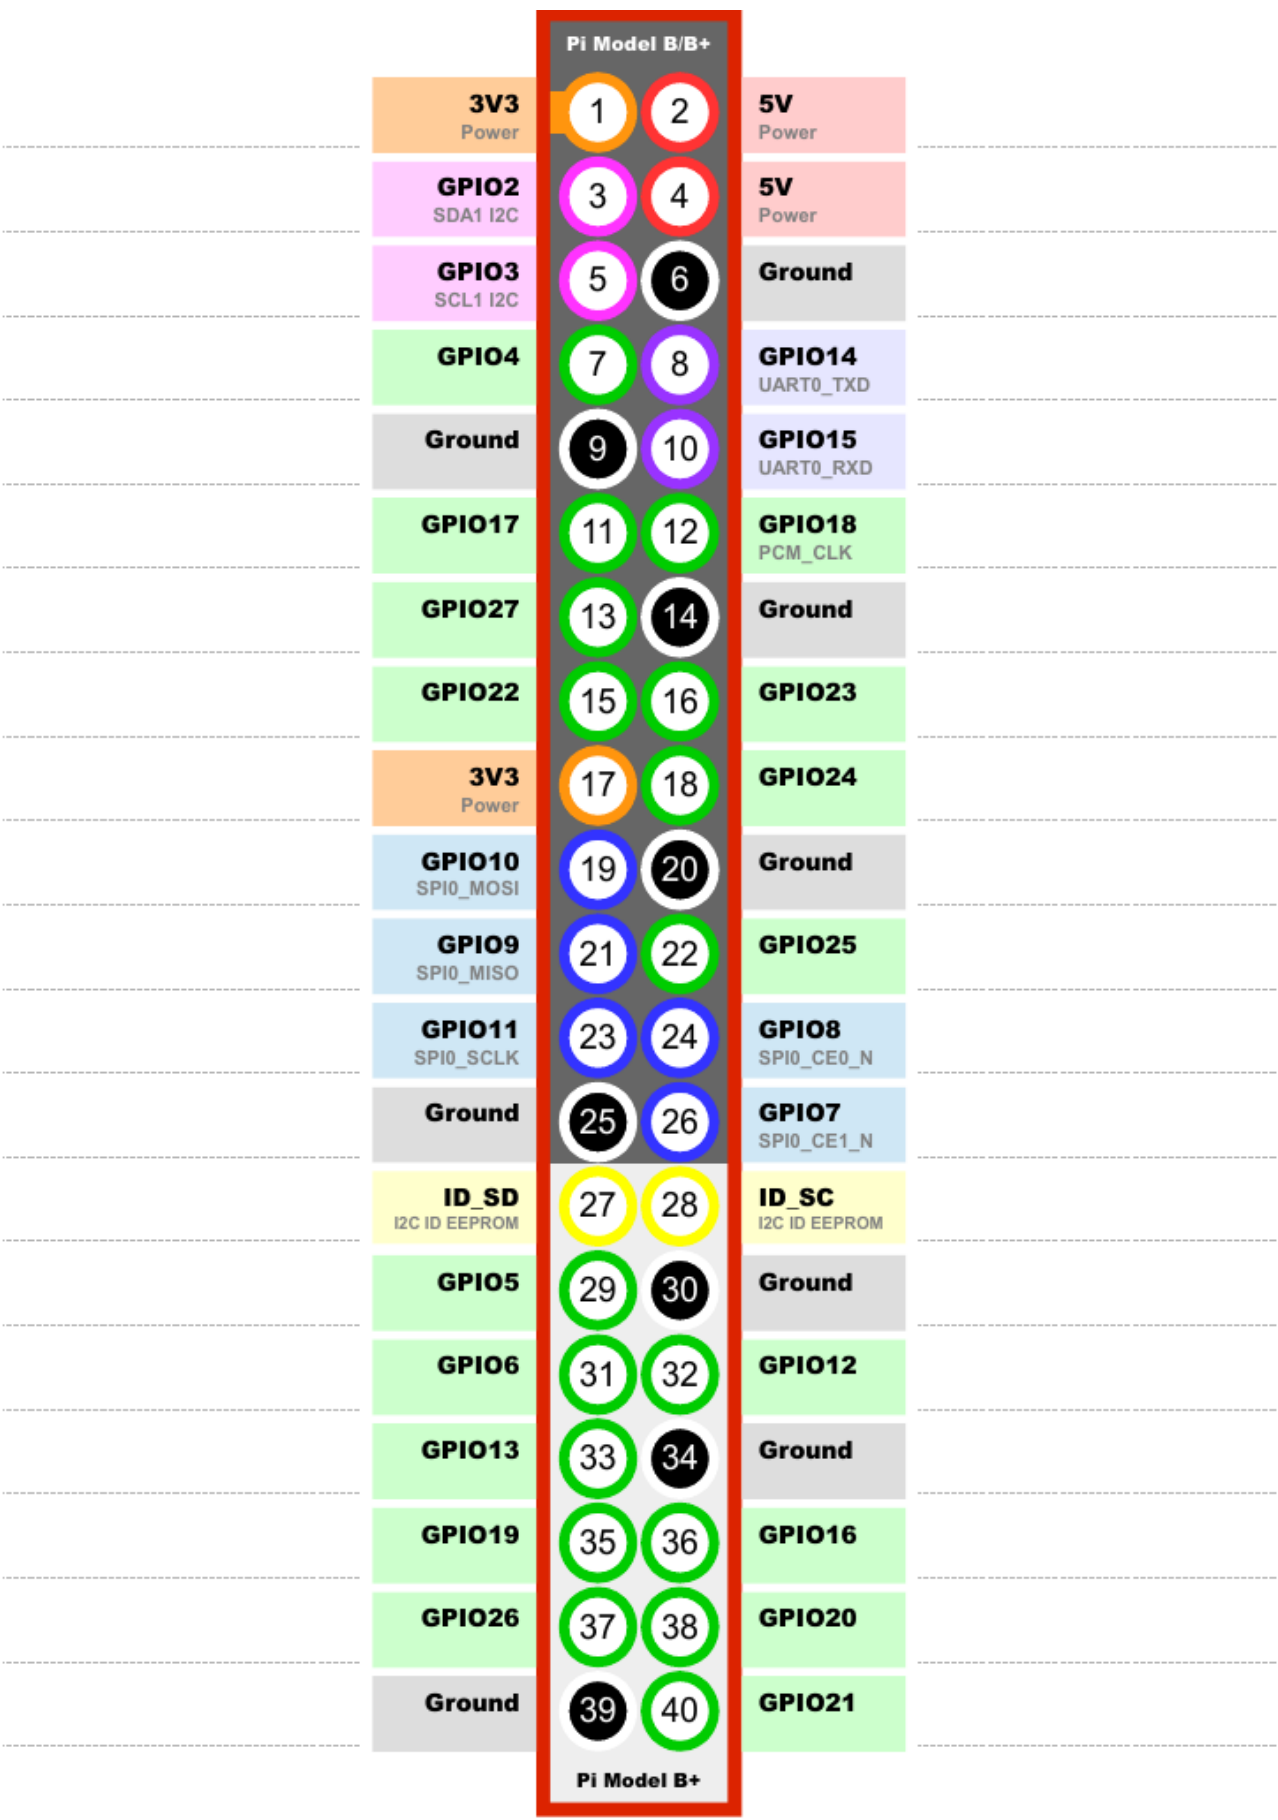 Pi Model B/B+
3V3 1 2 5V
Power Power
GPIO2 3 4 5V
SDA1 I2C Power
GPIO3 5 6 Ground
SCL1 I2C
GPIO4 7 8 GPIO14
UART0_TXD
Ground 9 10 GPIO15
UART0_RXD
GPIO17 11 12 GPIO18
PCM_CLK
GPIO27 13 14 Ground
GPIO22 15 16 GPIO23
3V3 17 18 GPIO24
Power
GPIO10 19 20 Ground
SPI0_MOSI
GPIO9 21 22 GPIO25
SPI0_MISO
GPIO11 23 24 GPIO8
SPI0_SCLK SPI0_CE0_N
Ground 25 26 GPIO7
SPI0_CE1_N
ID_SD 27 28 ID_SC
I2C ID EEPROM I2C ID EEPROM
GPIO5 29 30 Ground
GPIO6 31 32 GPIO12
GPIO13 33 34 Ground
GPIO19 35 36 GPIO16
GPIO26 37 38 GPIO20
Ground 39 40 GPIO21
Pi Model B+